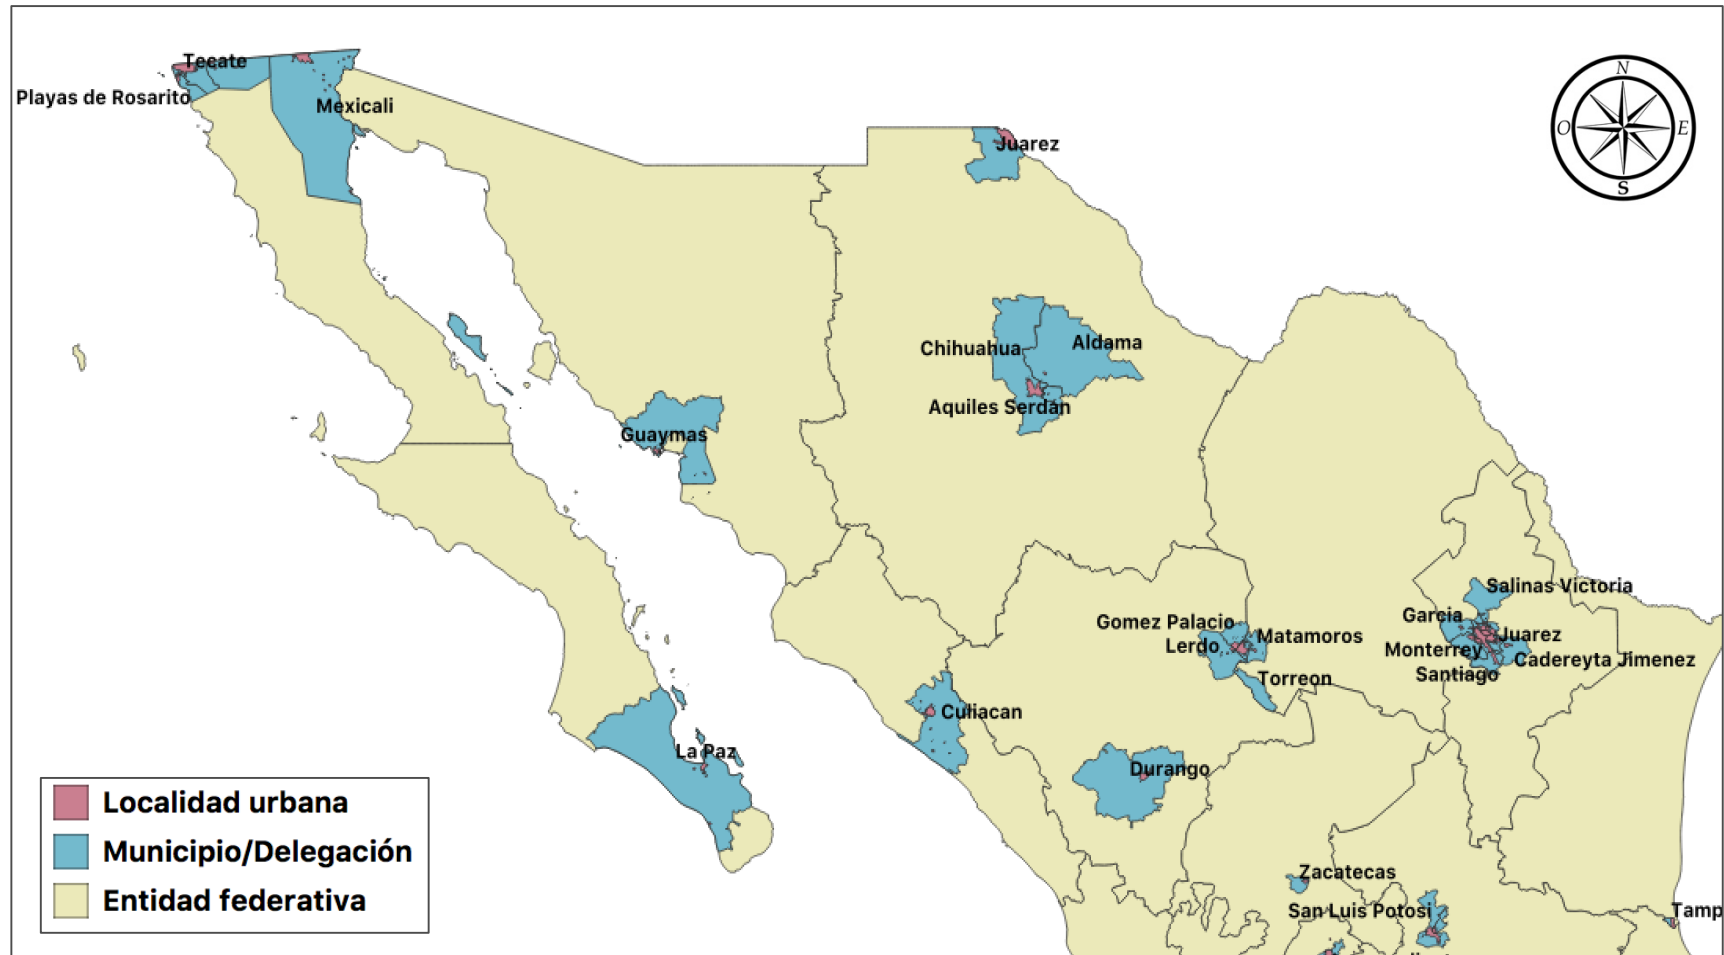 Tecate
Playas de Rosarito
Mexicali
N
O
E
S
Juarez
Chihuahua
Aldama
Aquiles Serdán
Guaymas
Salinas Victoria
Garcia
Gomez Palacio
Matamoros
Juarez
Lerdo
Monterrey
Cadereyta Jimenez
Santiago
Torreon
Culiacan
La Paz
Durango
Localidad urbana
Municipio/Delegación
Entidad federativa
Zacatecas
San Luis Potosi
Tamp